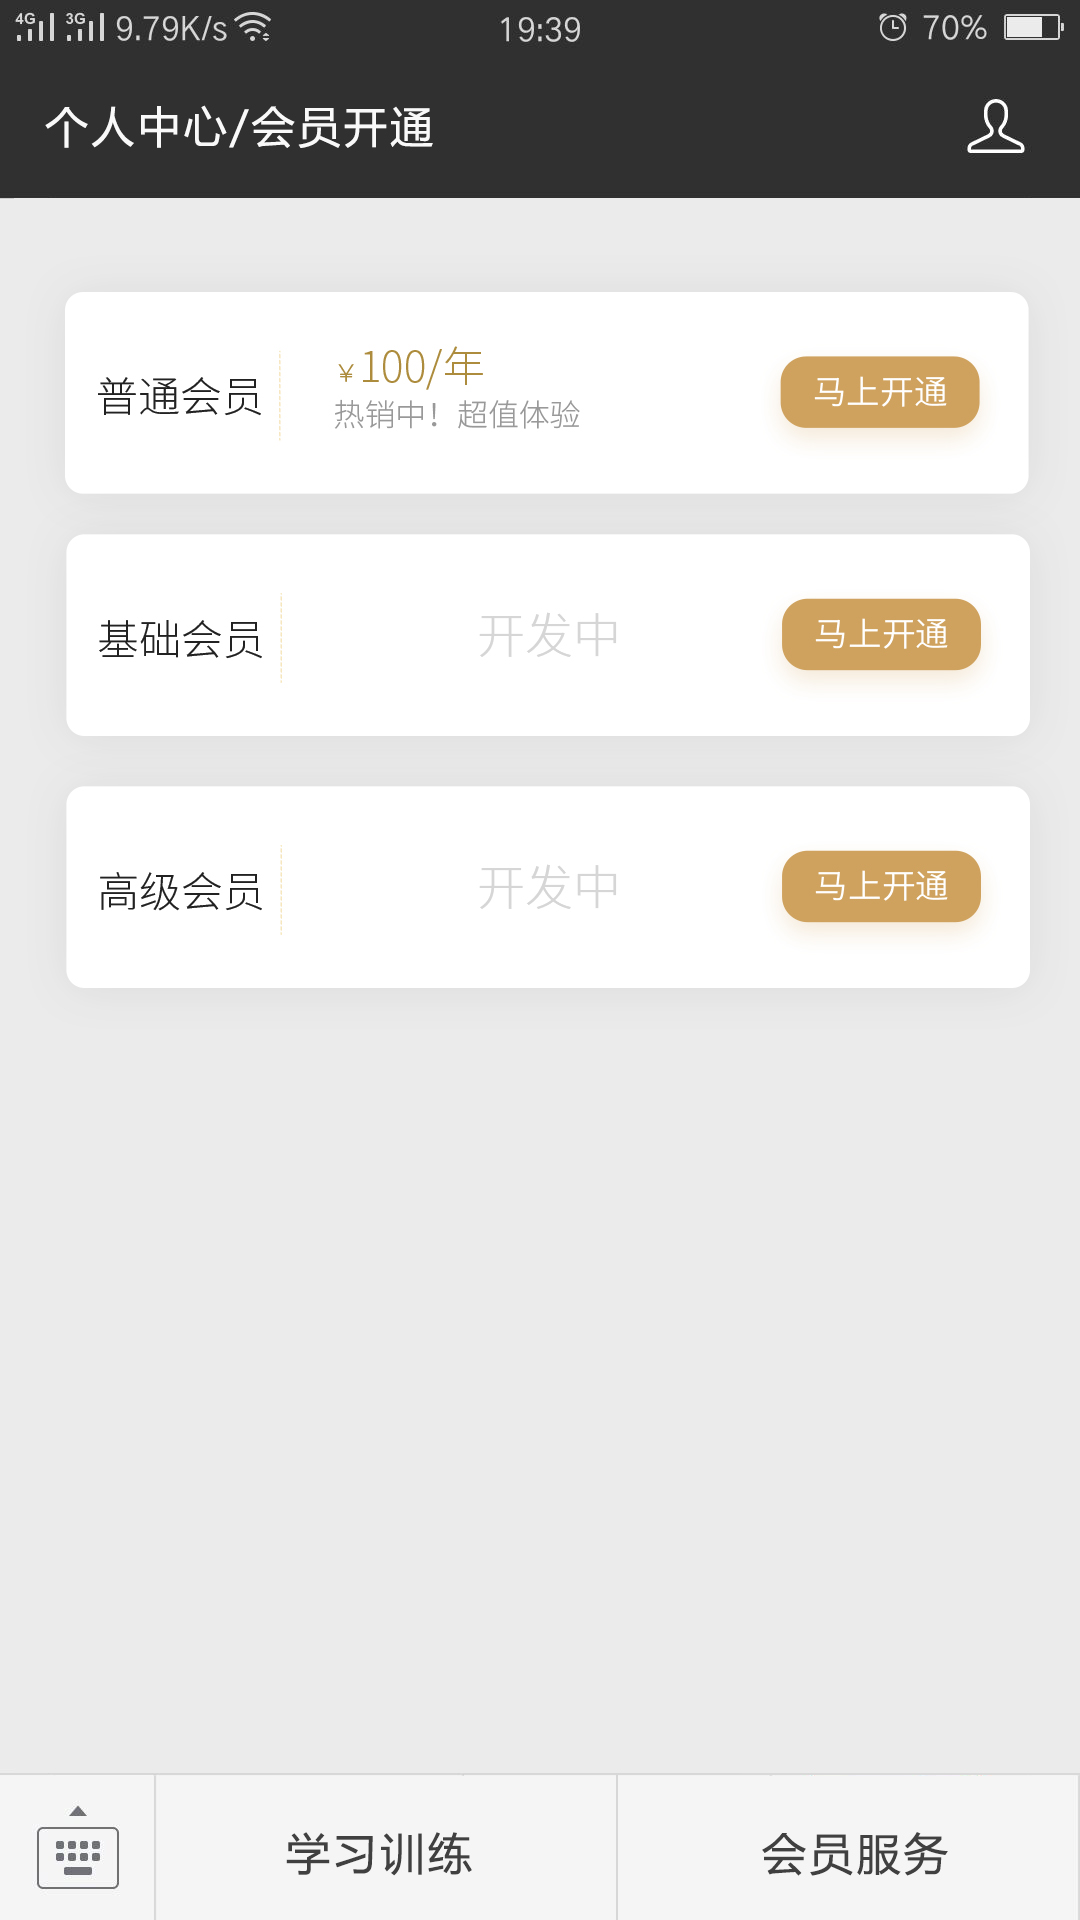 4G 3G 9.79K/s 19:39 70%
个人中心/会员开通
普通会员
¥100/年
热销中！超值体验
马上开通
基础会员
开发中
马上开通
高级会员
开发中
马上开通
学习训练
会员服务